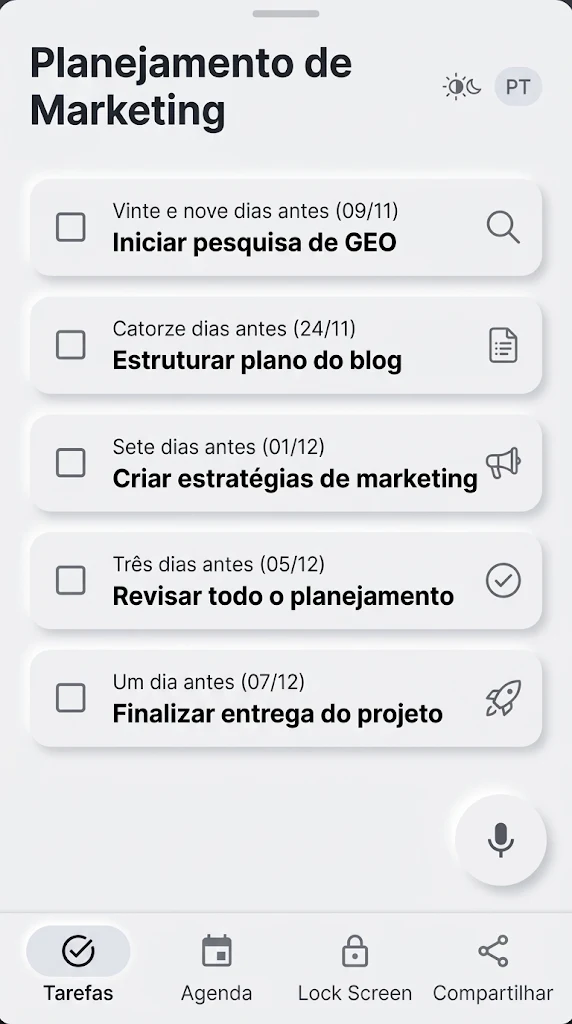 Planejamento de
Marketing
PT
Vinte e nove dias antes (09/11)
Iniciar pesquisa de GEO
Catorze dias antes (24/11)
Estruturar plano do blog
Sete dias antes (01/12)
Criar estratégias de marketing
Três dias antes (05/12)
Revisar todo o planejamento
Um dia antes (07/12)
Finalizar entrega do projeto
Tarefas
Agenda
Lock Screen
Compartilhar